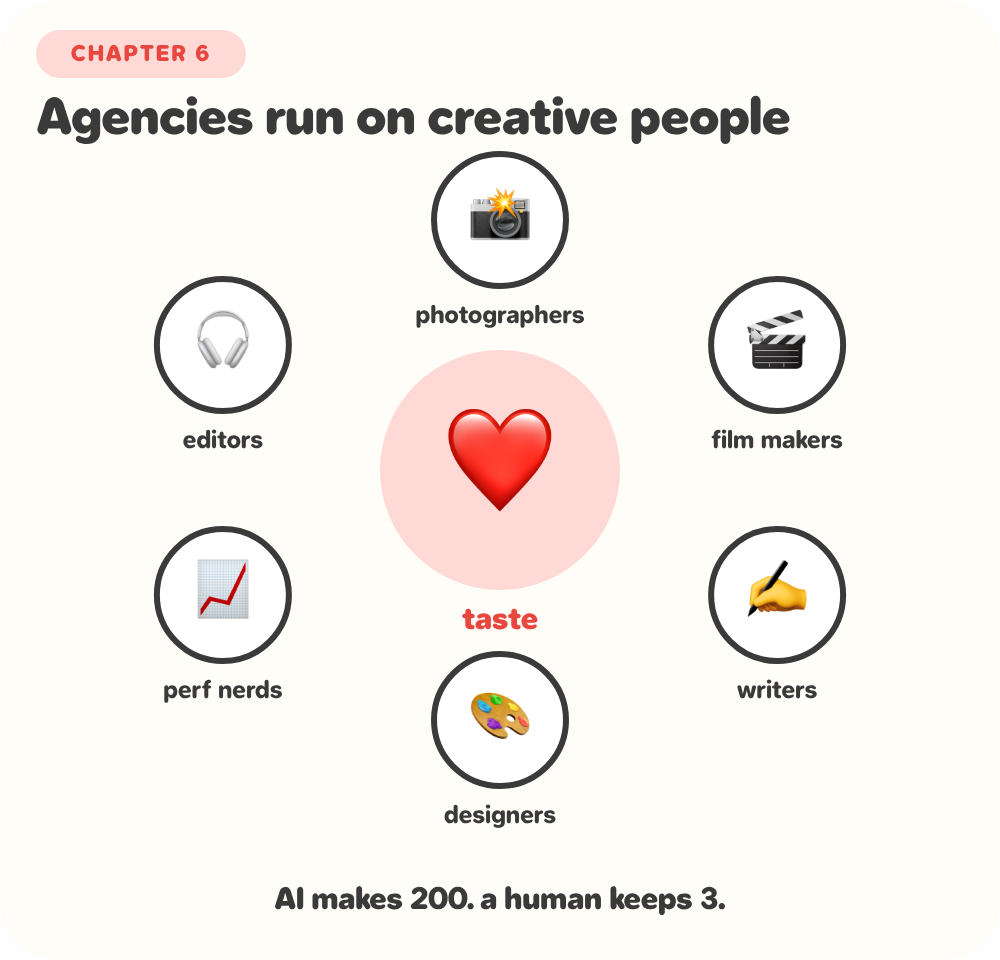 CHAPTER 6
Agencies run on creative people
photographers
editors
film makers
taste
perf nerds
writers
designers
AI makes 200. a human keeps 3.